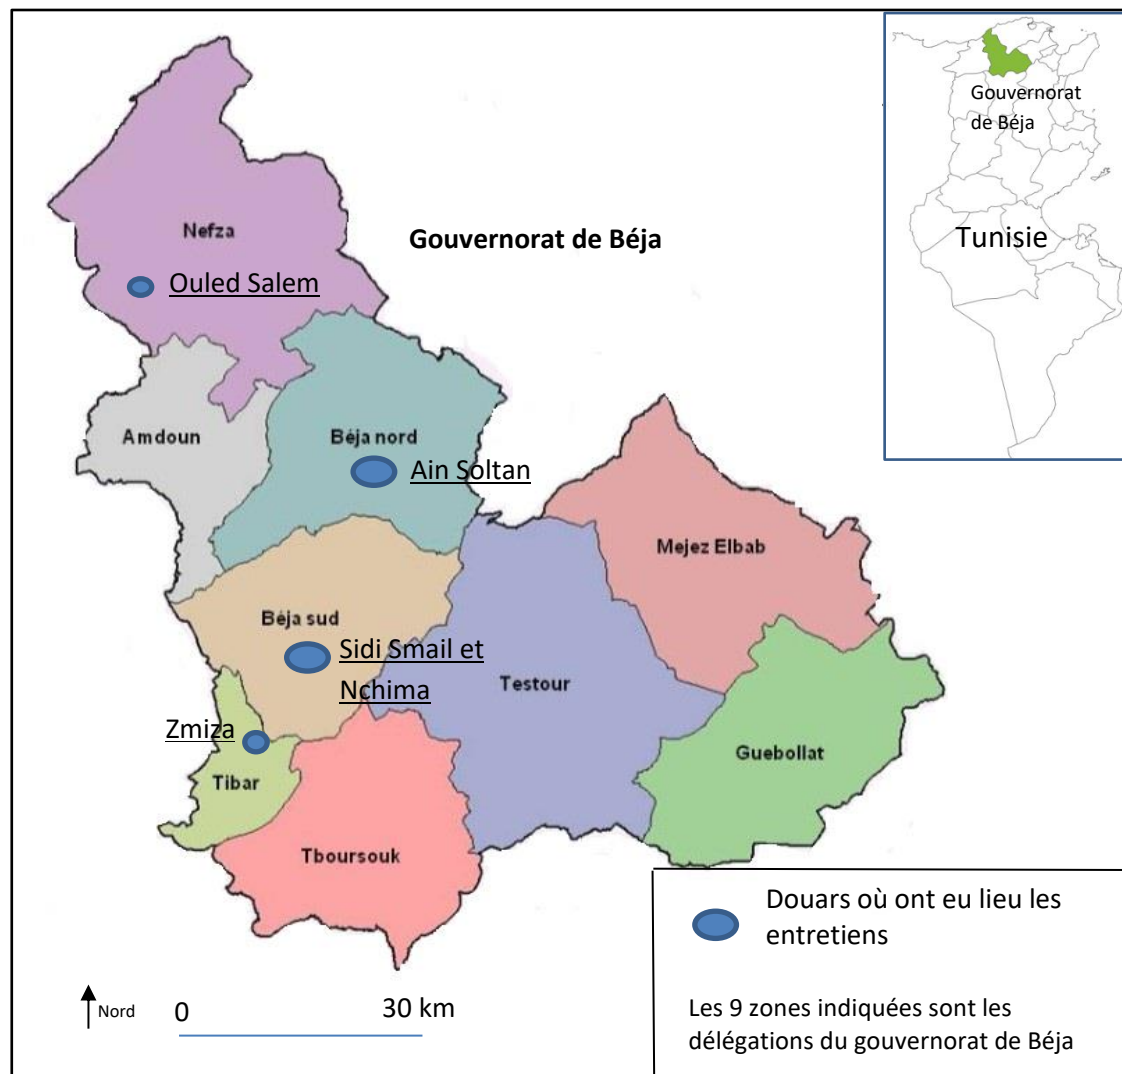 Gouvernorat
de Béja
Tunisie
Nefza
Gouvernorat de Béja
Ouled Salem
Amdoun
Béja nord
Ain Soltan
Mejez Elbab
Béja sud
Sidi Smail et
Nchima
Testour
Zmiza
Guebollat
Tibar
Tboursouk
Douars où ont eu lieu les
entretiens
Nord
0
30 km
Les 9 zones indiquées sont les
délégations du gouvernorat de Béja